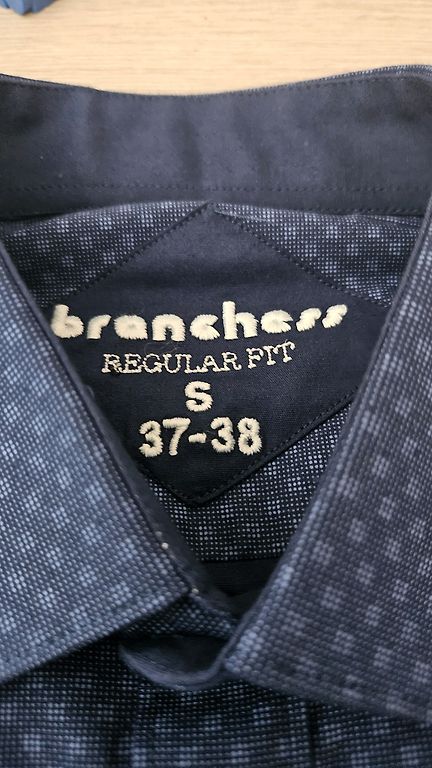 branchess
REGULAR FIT
S
37-38